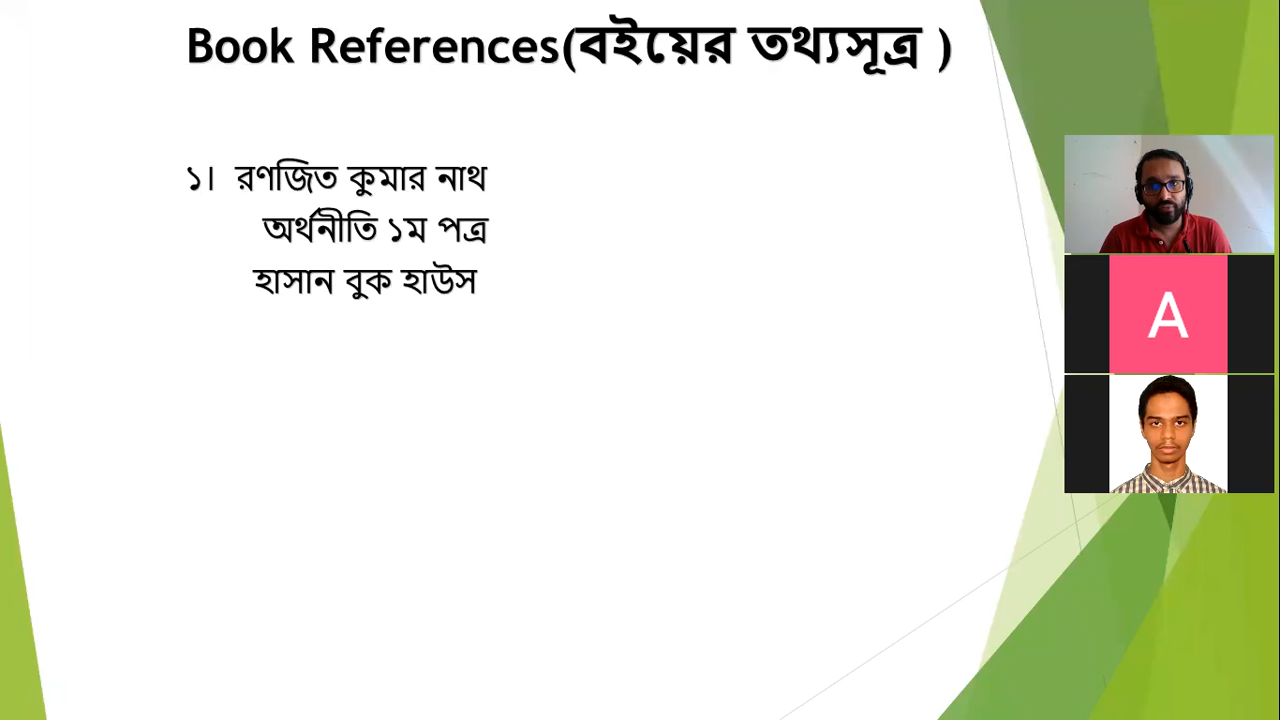 Book References(বইয়ের তথ্যসূত্র )
১। রণজিত কুমার নাথ
অর্থনীতি ১ম পত্র
হাসান বুক হাউস
A